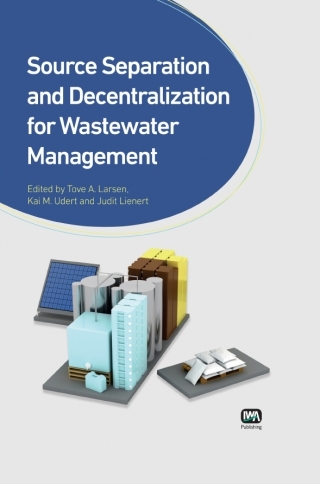 Source Separation
and Decentralization
for Wastewater
Management
Edited by Tove A. Larsen,
Kai M. Udert and Judit Lienert
IWA
Publishing